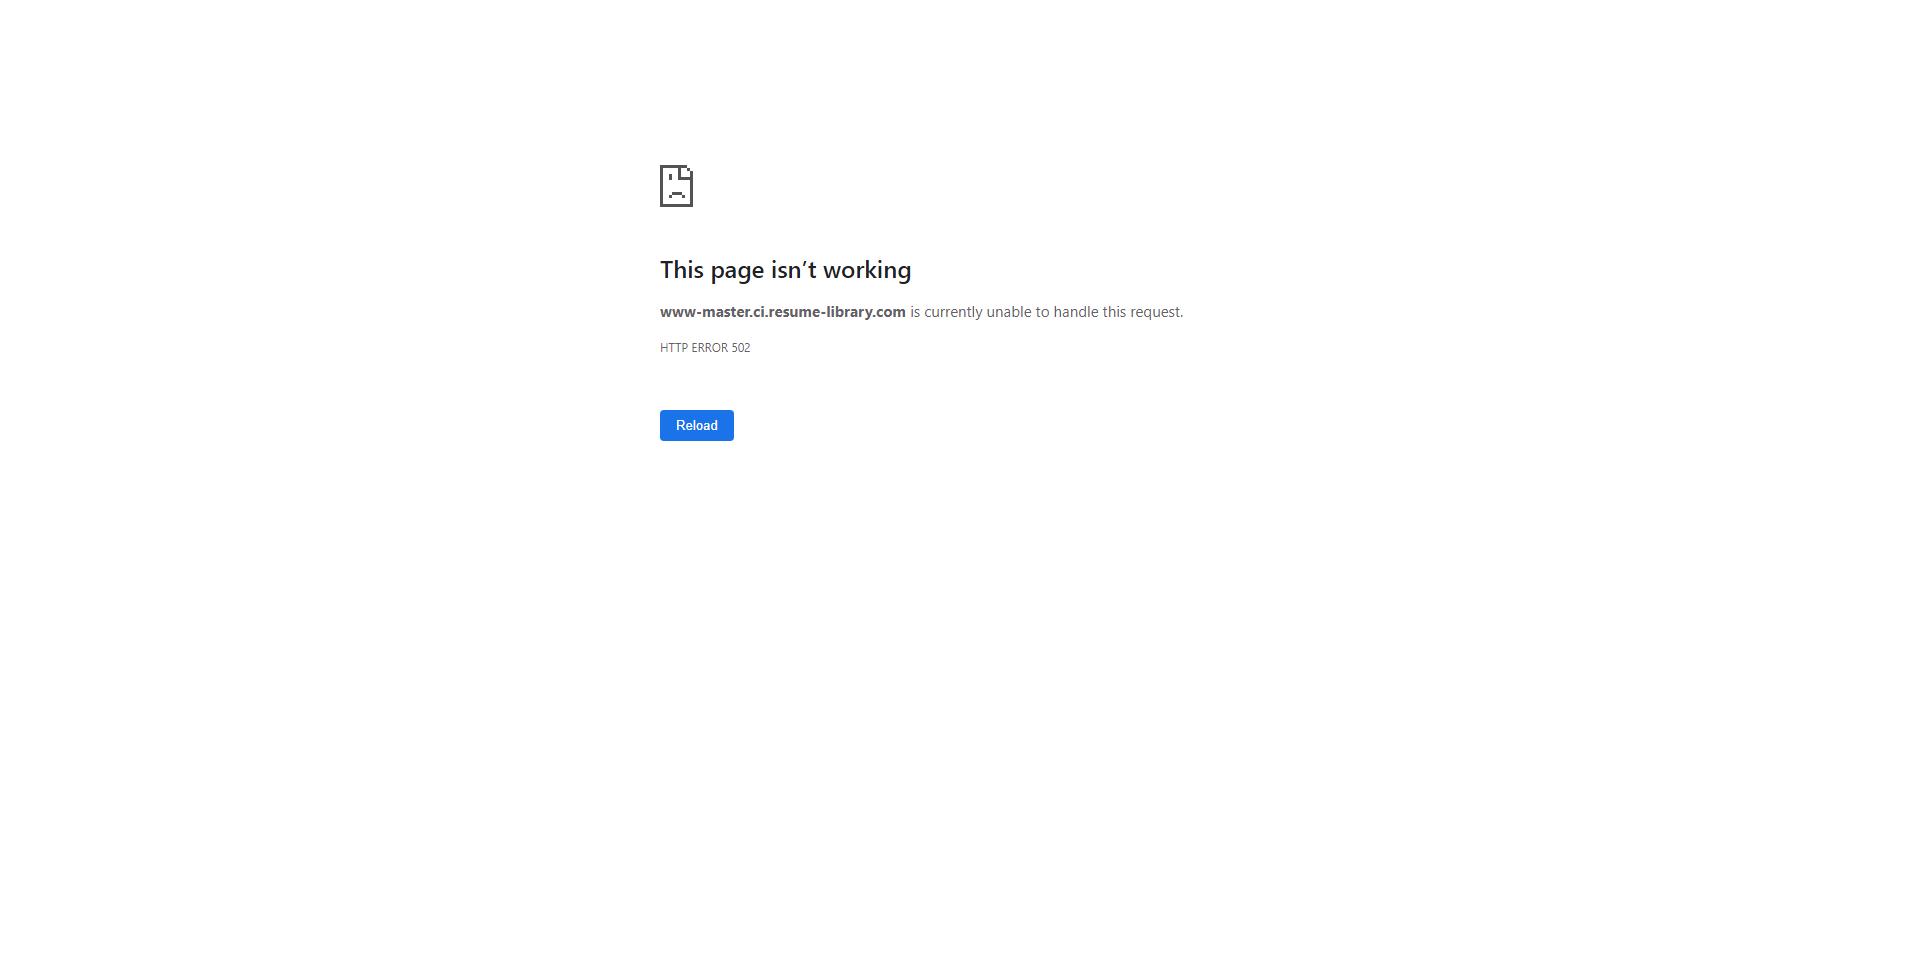 This page isn’t working
www-master.ci.resume-library.com is currently unable to handle this request.
HTTP ERROR 502
Reload